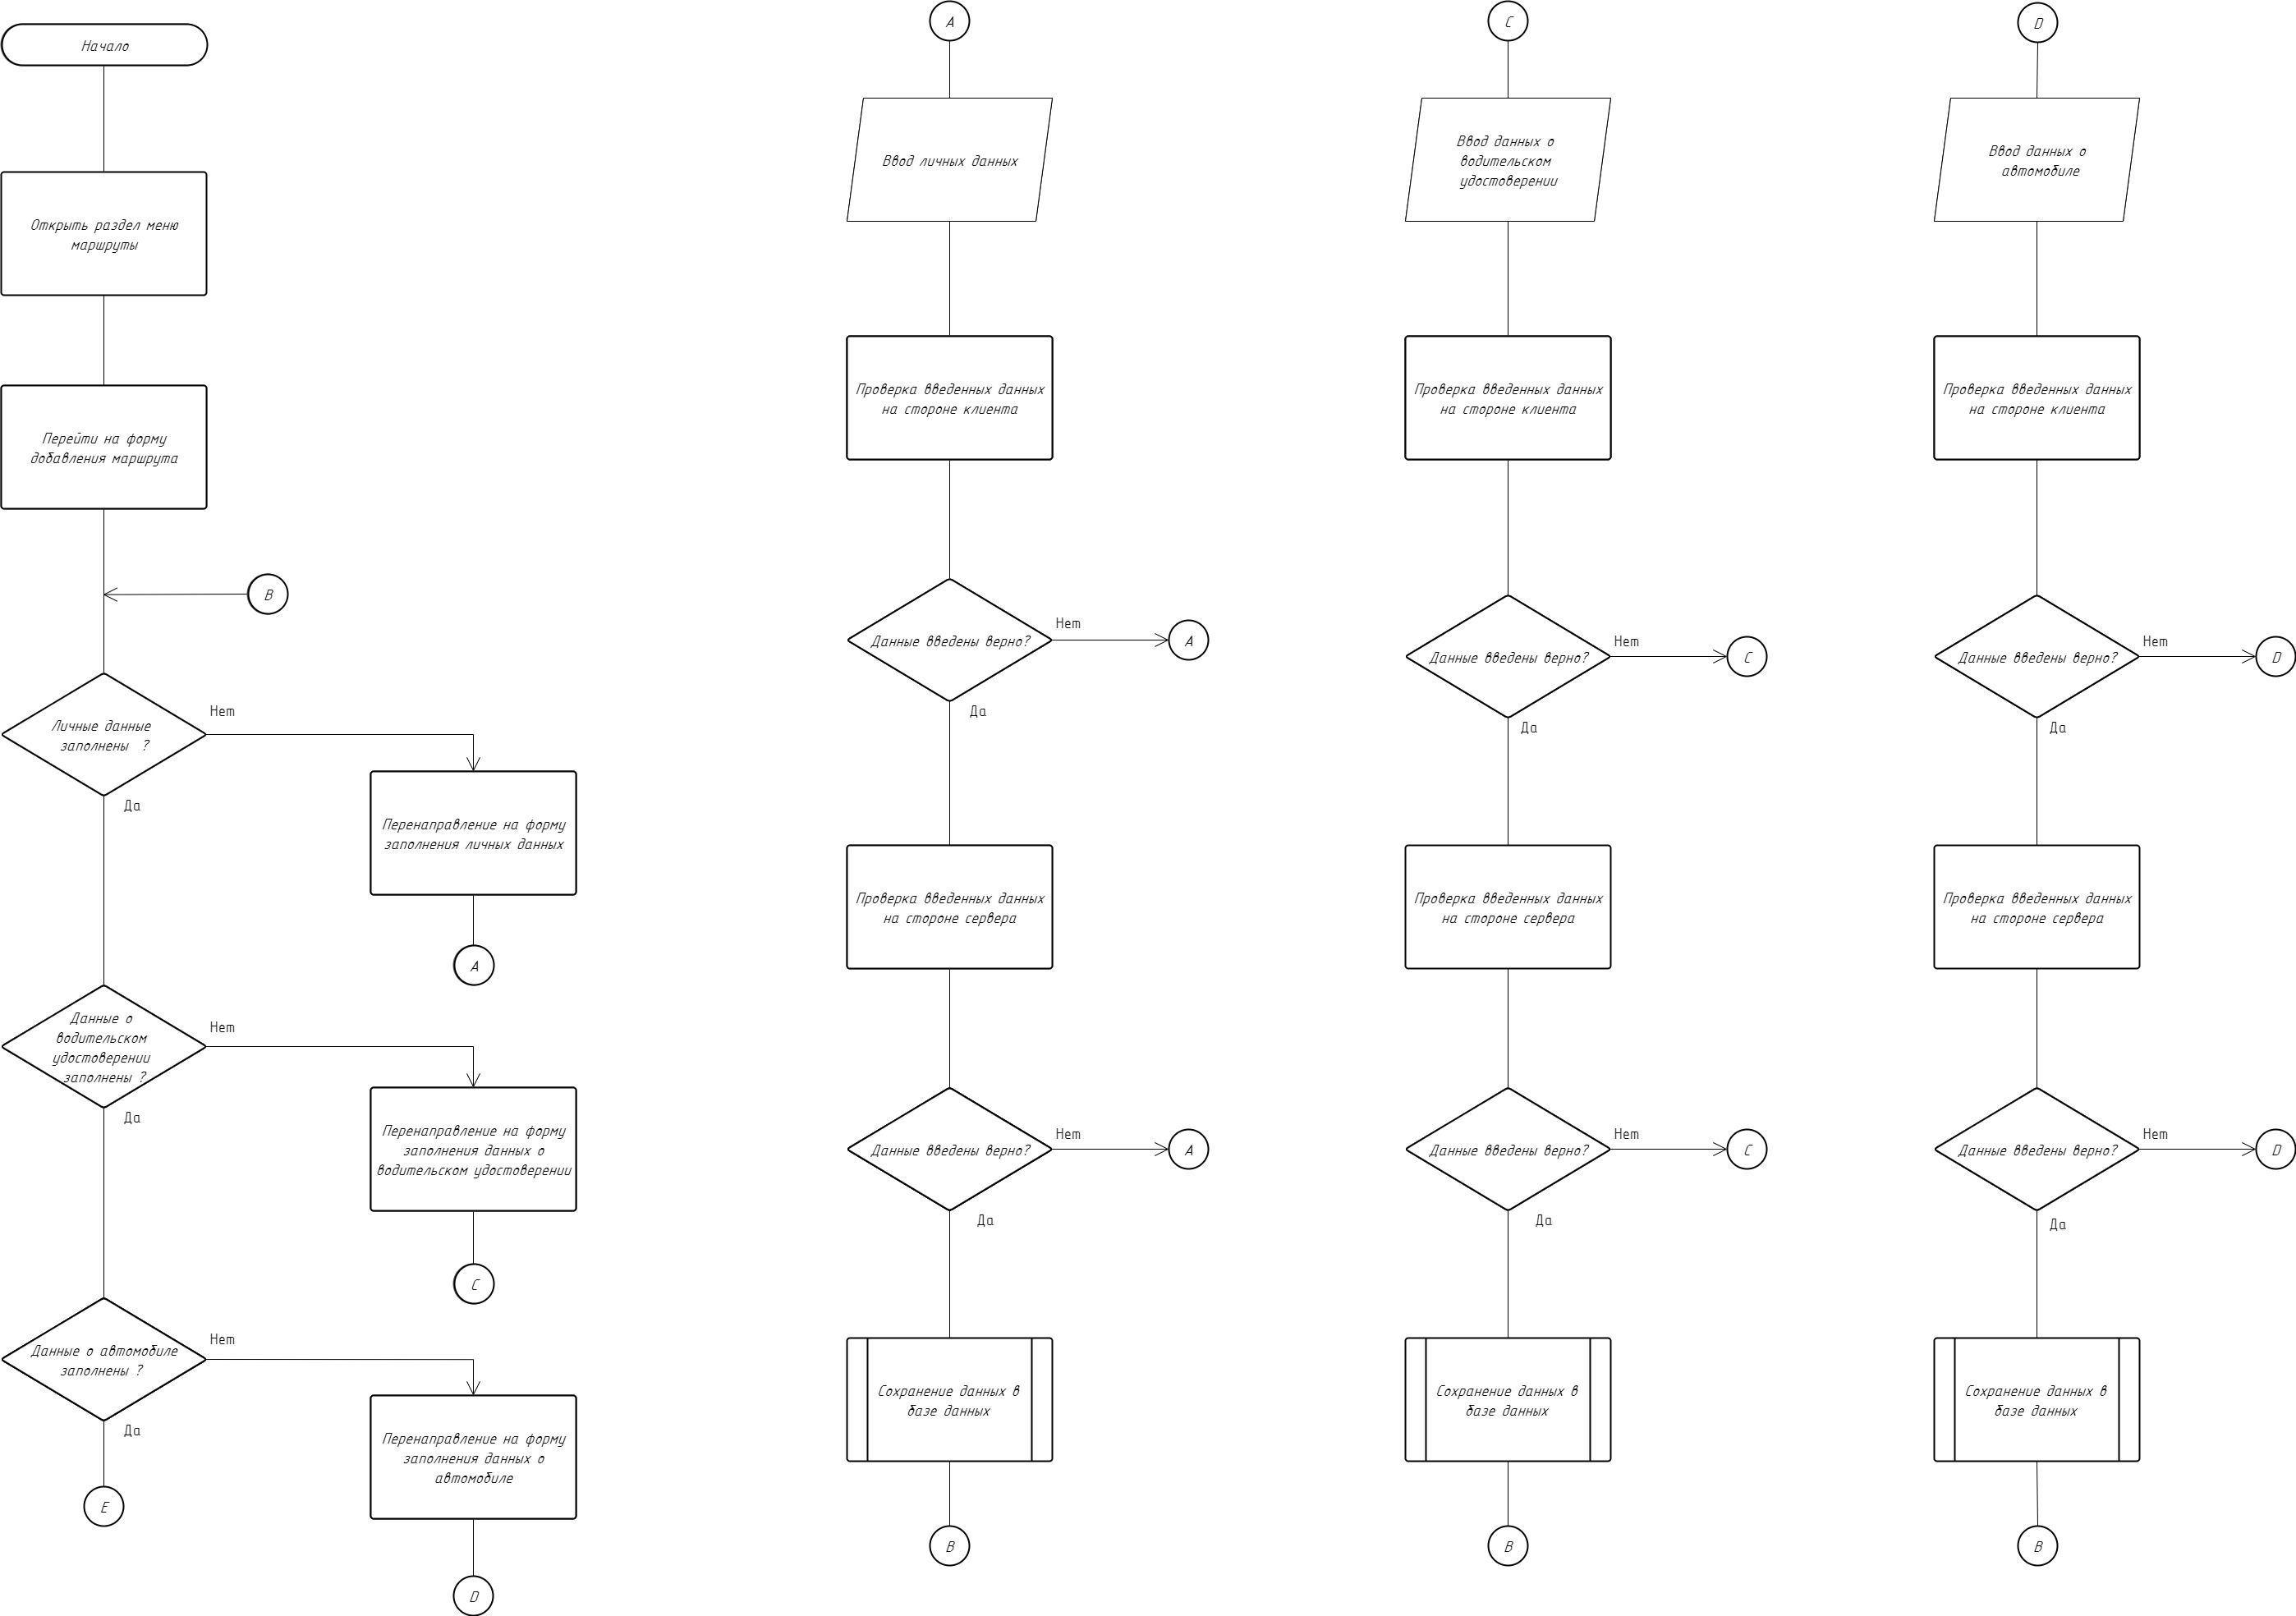 Начало
Открыть раздел меню
маршруты
Перейти на форму
добавления маршрута
B
Личные данные
заполнены ?
Нет
Да
Перенаправление на форму
заполнения личных данных
A
Данные о
водительском
удостоверении
заполнены ?
Нет
Да
Перенаправление на форму
заполнения данных о
водительском удостоверении
C
Данные о автомобиле
заполнены ?
Нет
Да
Перенаправление на форму
заполнения данных о
автомобиле
E
D
A
Ввод личных данных
Проверка введенных данных
на стороне клиента
Данные введены верно?
Нет
A
Да
Проверка введенных данных
на стороне сервера
Данные введены верно?
Нет
A
Да
Сохранение данных в
базе данных
B
C
Ввод данных о
водительском
удостоверении
Проверка введенных данных
на стороне клиента
Данные введены верно?
Нет
C
Да
Проверка введенных данных
на стороне сервера
Данные введены верно?
Нет
C
Да
Сохранение данных в
базе данных
B
D
Ввод данных о
автомобиле
Проверка введенных данных
на стороне клиента
Данные введены верно?
Нет
D
Да
Проверка введенных данных
на стороне сервера
Данные введены верно?
Нет
D
Да
Сохранение данных в
базе данных
B